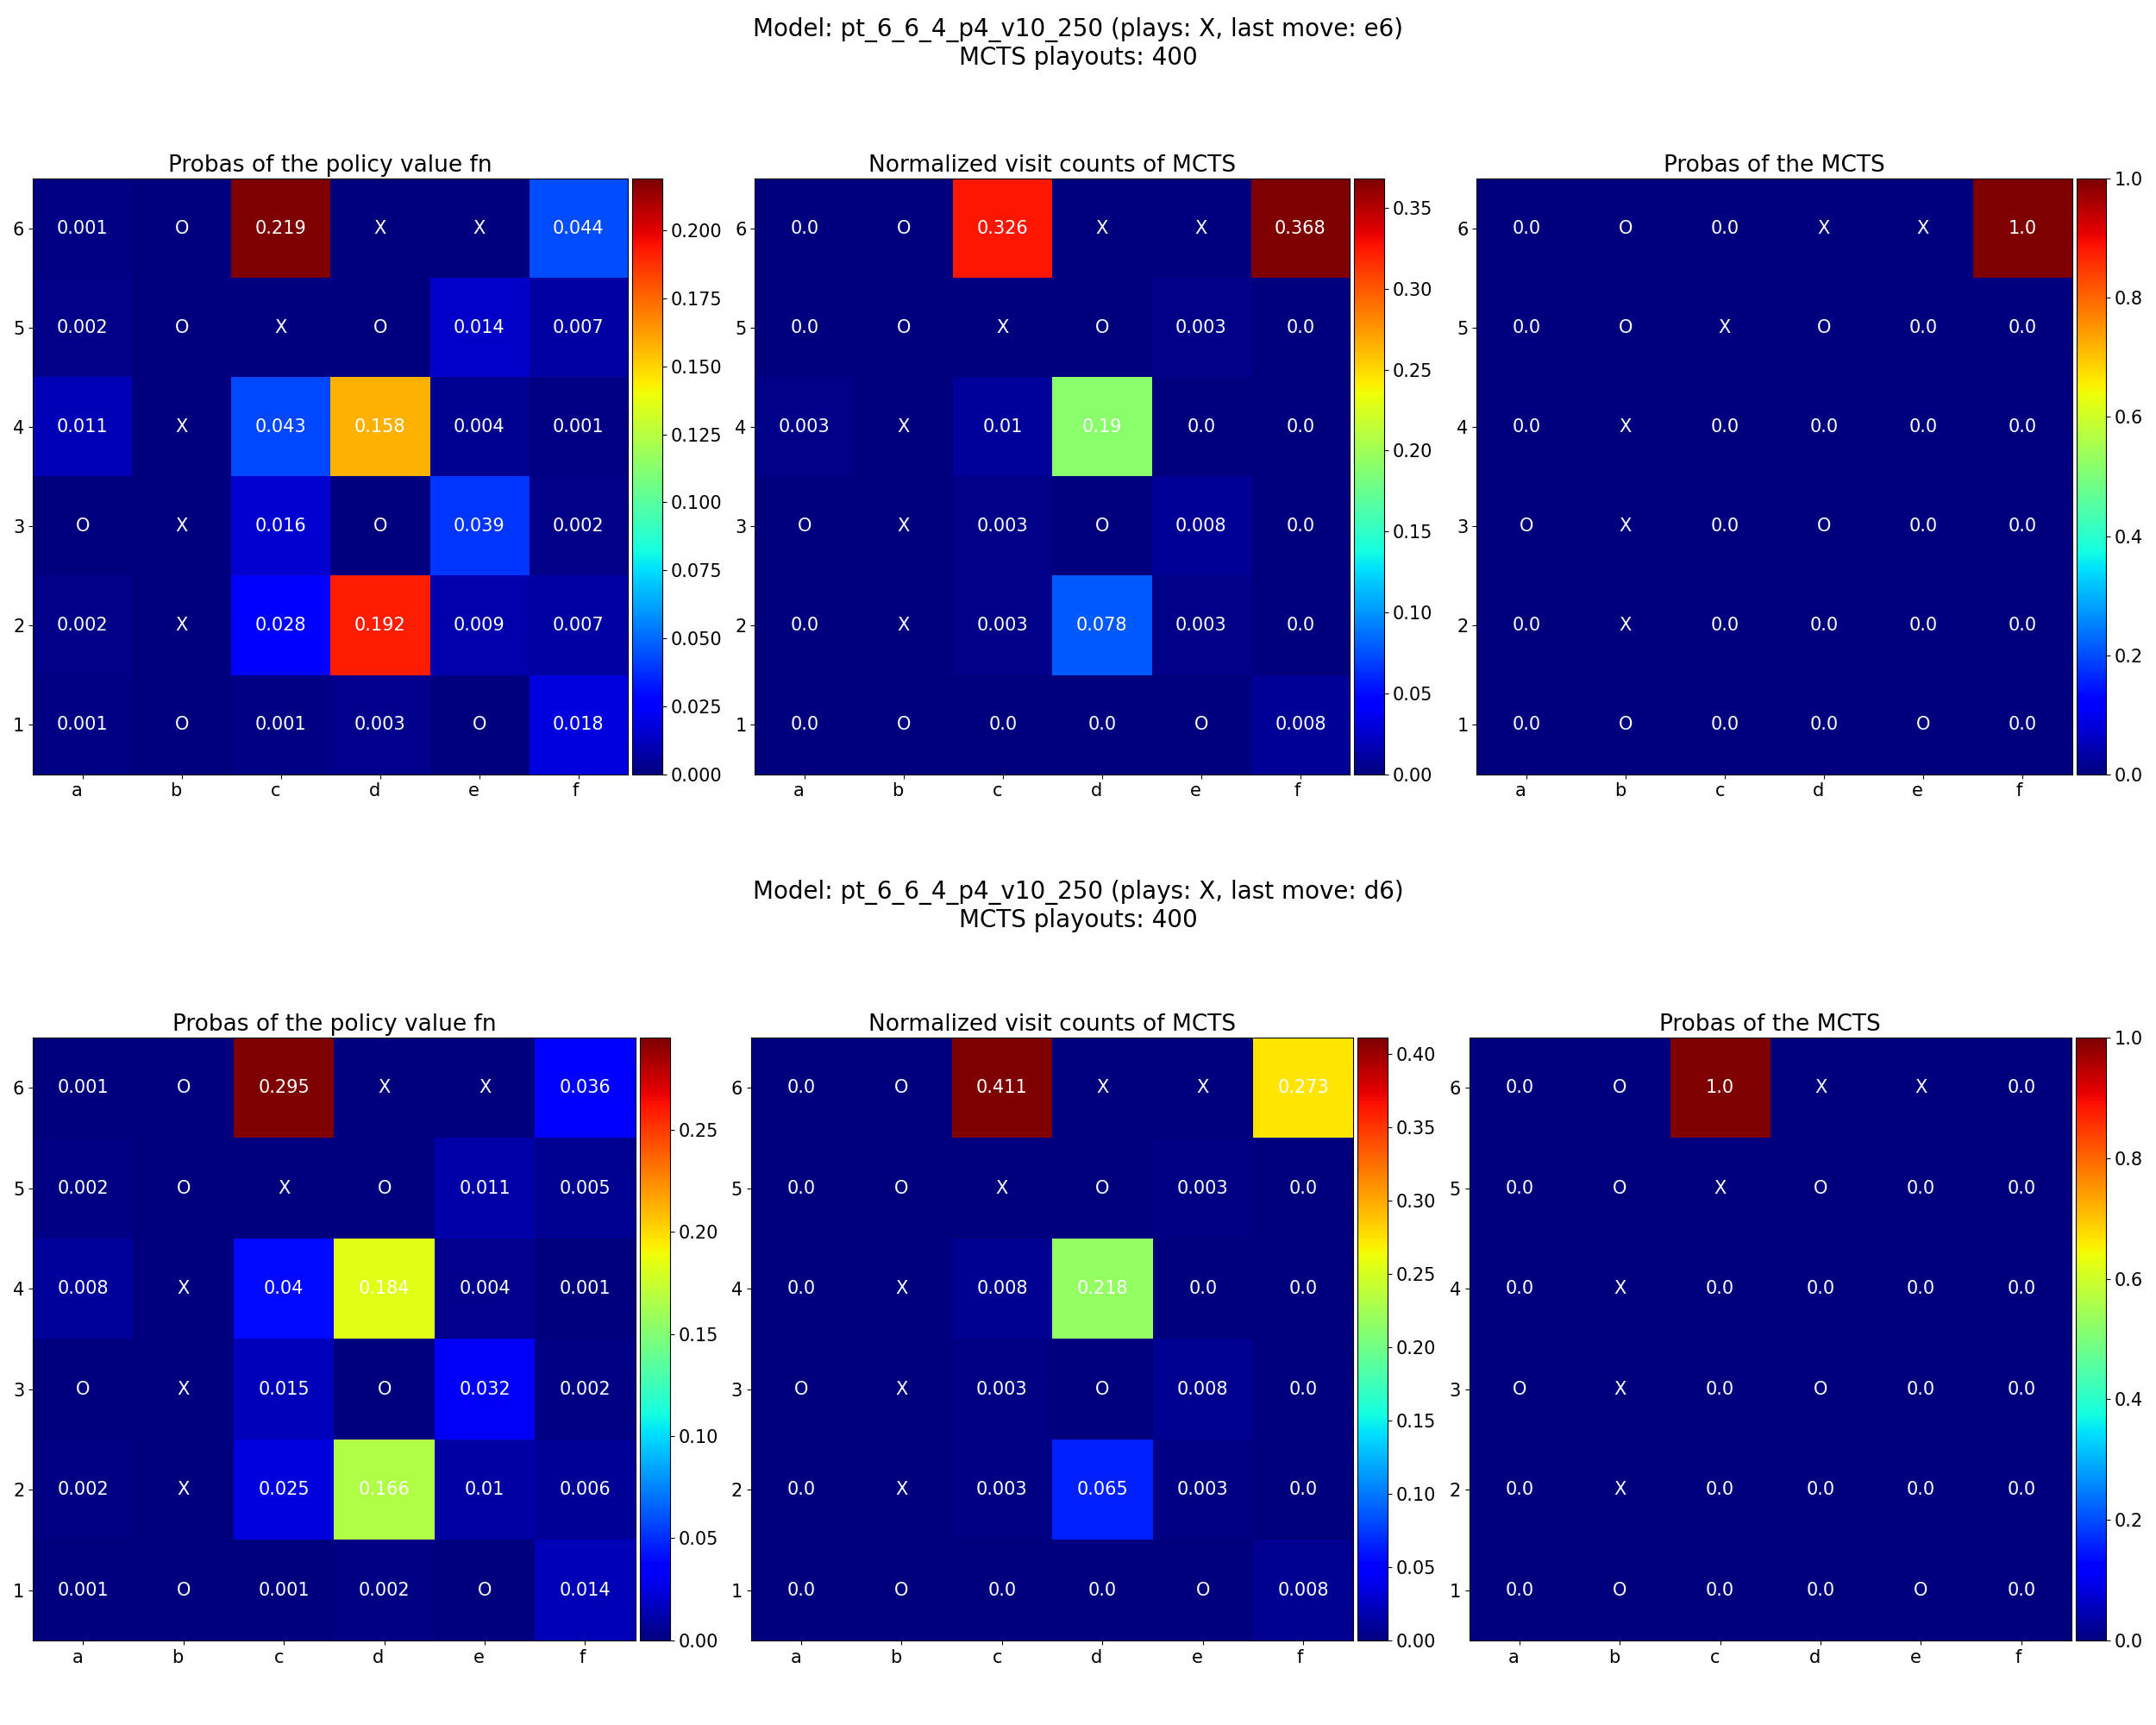 Model: pt_6_6_4_p4_v10_250 (plays: X, last move: e6)
MCTS playouts: 400
Probas of the policy value fn
6 0.001 O 0.219 X X 0.044
5 0.002 O X O 0.014 0.007
4 0.011 X 0.043 0.158 0.004 0.001
3 O X 0.016 O 0.039 0.002
2 0.002 X 0.028 0.192 0.009 0.007
1 0.001 O 0.001 0.003 O 0.018
a b c d e f
0.200
0.175
0.150
0.125
0.100
0.075
0.050
0.025
0.000
Normalized visit counts of MCTS
6 0.0 O 0.326 X X 0.368
5 0.0 O X O 0.003 0.0
4 0.003 X 0.01 0.19 0.0 0.0
3 O X 0.003 O 0.008 0.0
2 0.0 X 0.003 0.078 0.003 0.0
1 0.0 O 0.0 0.0 O 0.008
a b c d e f
0.35
0.30
0.25
0.20
0.15
0.10
0.05
0.00
Probas of the MCTS
6 0.0 O 0.0 X X 1.0
5 0.0 O X O 0.0 0.0
4 0.0 X 0.0 0.0 0.0 0.0
3 O X 0.0 O 0.0 0.0
2 0.0 X 0.0 0.0 0.0 0.0
1 0.0 O 0.0 0.0 O 0.0
a b c d e f
1.0
0.8
0.6
0.4
0.2
0.0
Model: pt_6_6_4_p4_v10_250 (plays: X, last move: d6)
MCTS playouts: 400
Probas of the policy value fn
6 0.001 O 0.295 X X 0.036
5 0.002 O X O 0.011 0.005
4 0.008 X 0.04 0.184 0.004 0.001
3 O X 0.015 O 0.032 0.002
2 0.002 X 0.025 0.166 0.01 0.006
1 0.001 O 0.001 0.002 O 0.014
a b c d e f
0.25
0.20
0.15
0.10
0.05
0.00
Normalized visit counts of MCTS
6 0.0 O 0.411 X X 0.273
5 0.0 O X O 0.003 0.0
4 0.0 X 0.008 0.218 0.0 0.0
3 O X 0.003 O 0.008 0.0
2 0.0 X 0.003 0.065 0.003 0.0
1 0.0 O 0.0 0.0 O 0.008
a b c d e f
0.40
0.35
0.30
0.25
0.20
0.15
0.10
0.05
0.00
Probas of the MCTS
6 0.0 O 1.0 X X 0.0
5 0.0 O X O 0.0 0.0
4 0.0 X 0.0 0.0 0.0 0.0
3 O X 0.0 O 0.0 0.0
2 0.0 X 0.0 0.0 0.0 0.0
1 0.0 O 0.0 0.0 O 0.0
a b c d e f
1.0
0.8
0.6
0.4
0.2
0.0